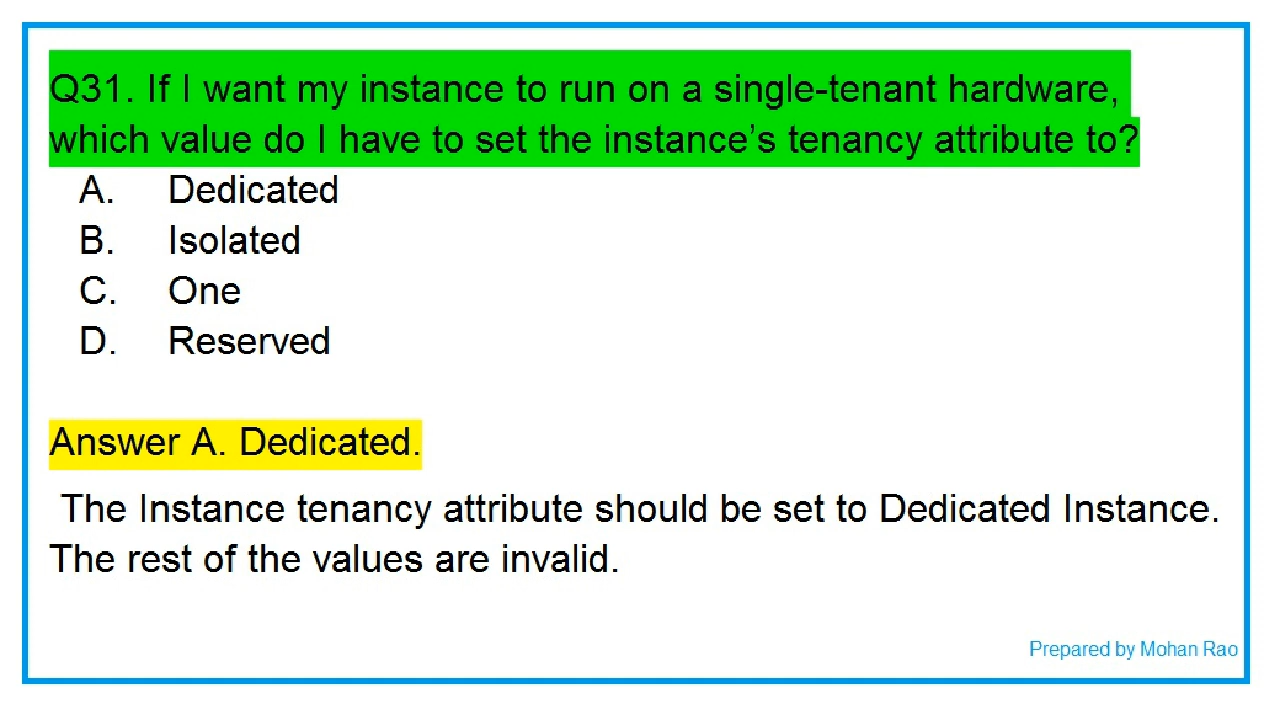 Q31. If I want my instance to run on a single-tenant hardware,
which value do I have to set the instance’s tenancy attribute to?
A. Dedicated
B. Isolated
C. One
D. Reserved
Answer A. Dedicated.
The Instance tenancy attribute should be set to Dedicated Instance.
The rest of the values are invalid.
Prepared by Mohan Rao